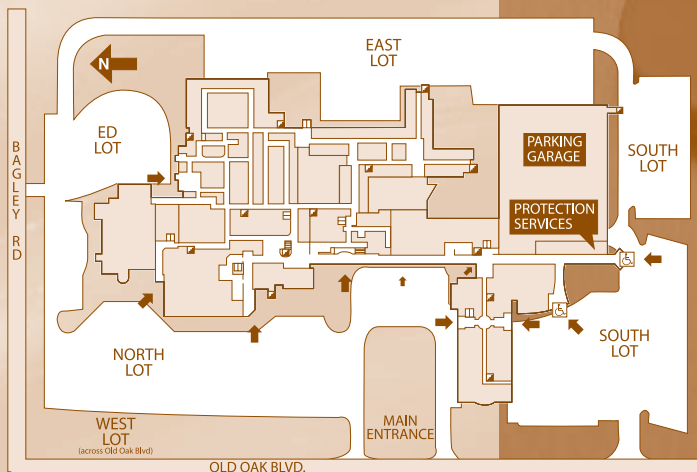 EAST
LOT
N
ED
LOT
BAGLEY RD
PARKING
GARAGE
SOUTH
LOT
PROTECTION
SERVICES
SOUTH
LOT
NORTH
LOT
WEST
LOT
(across Old Oak Blvd)
MAIN
ENTRANCE
OLD OAK BLVD.